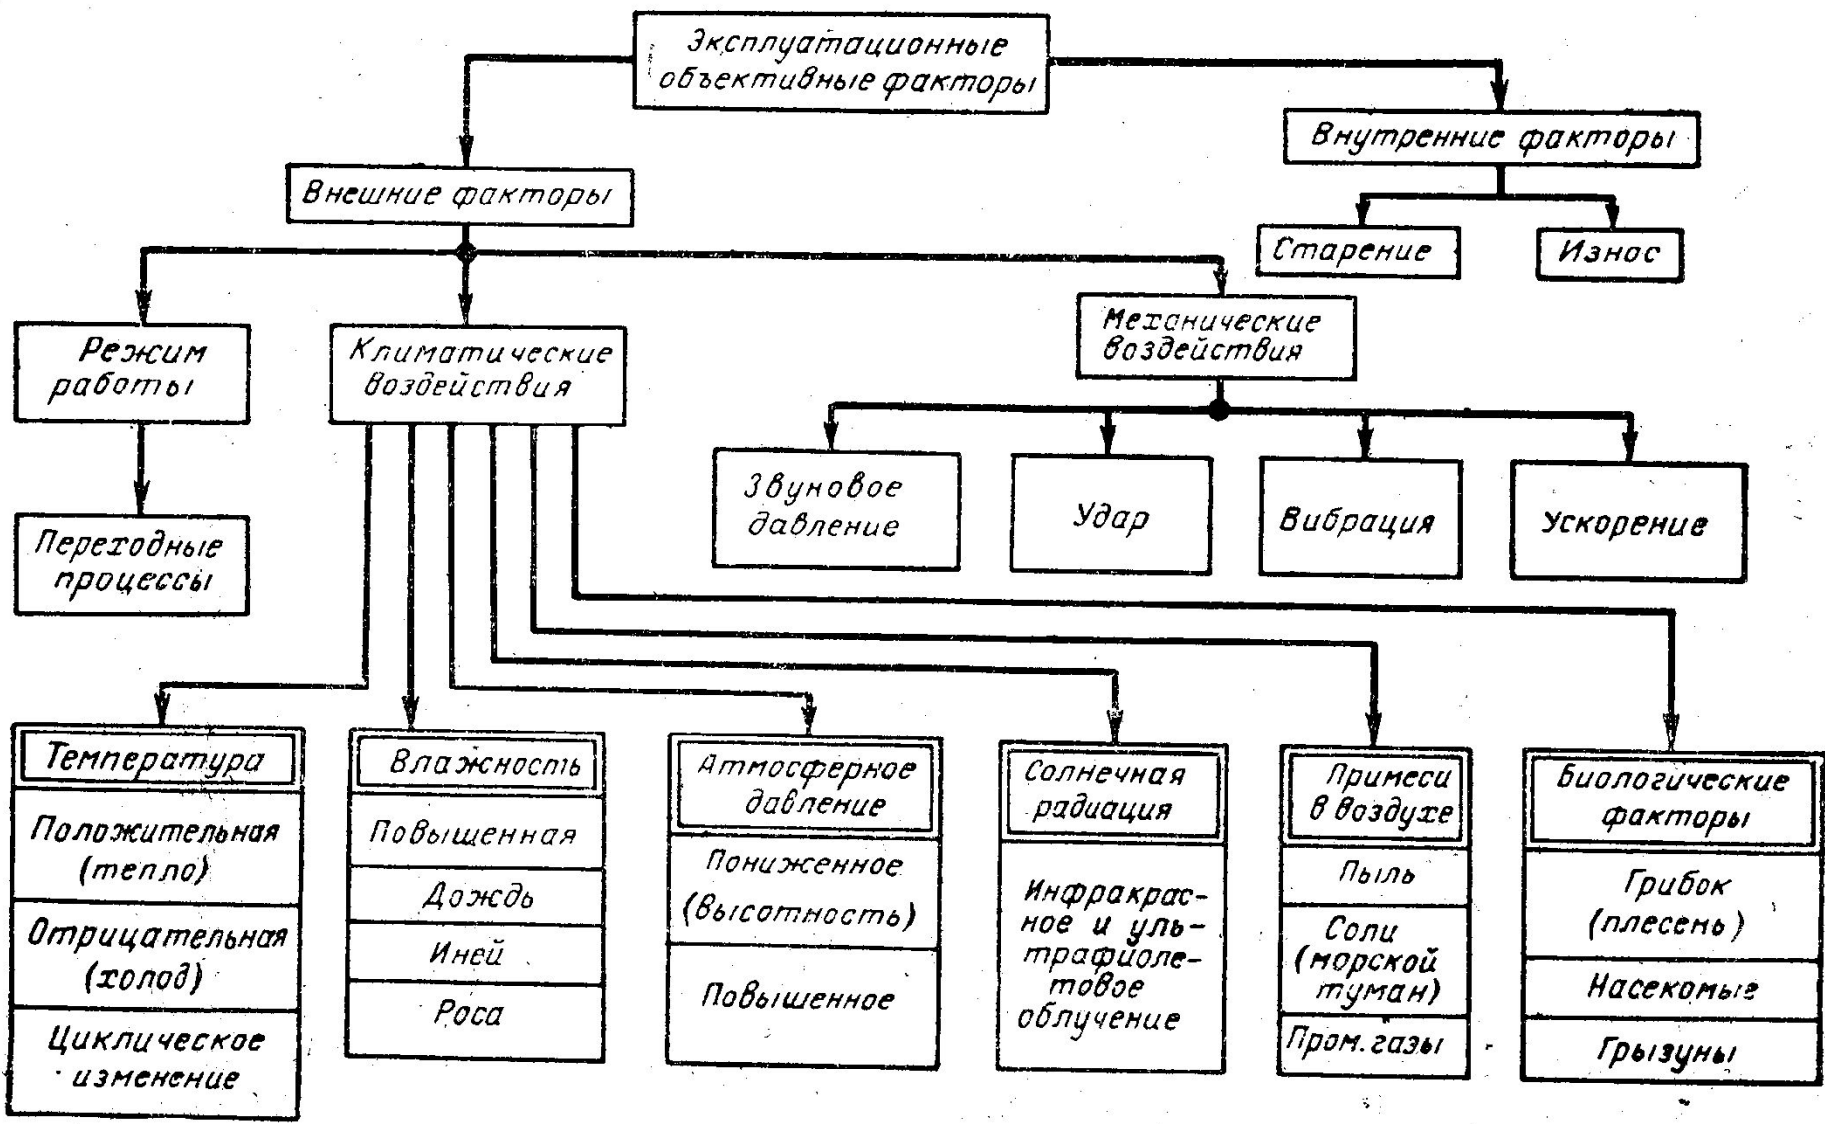 Эксплуатационные
объективные факторы
Внутренние факторы
Внешние факторы
Старение
Износ
Режим
работы
Климатические
воздействия
Механические
воздействия
Звуковое
давление
Удар
Вибрация
Ускорение
Переходные
процессы
Температура
Положительная
(тепло)
Отрицательная
(холод)
Циклическое
изменение
Влажность
Повышенная
Дождь
Иней
Роса
Атмосферное
давление
Пониженное
(высотность)
Повышенное
Солнечная
радиация
Инфракрас-
ное и уль-
трафиоле-
товое
облучение
Примеси
в воздухе
Пыль
Соли
(морской
туман)
Пром. газы
Биологические
факторы
Грибок
(плесень)
Насекомые
Грызуны